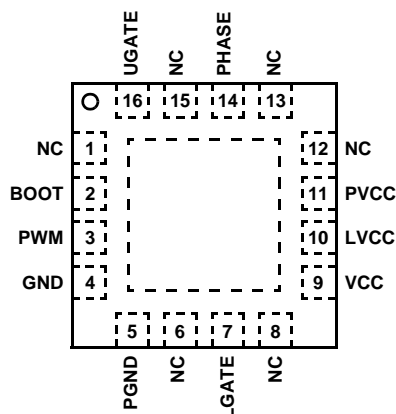 UGATE
NC
PHASE
NC
16
15
14
13
NC 1
12 NC
BOOT 2
11 PVCC
PWM 3
10 LVCC
GND 4
9 VCC
5
6
7
8
PGND
NC
NC